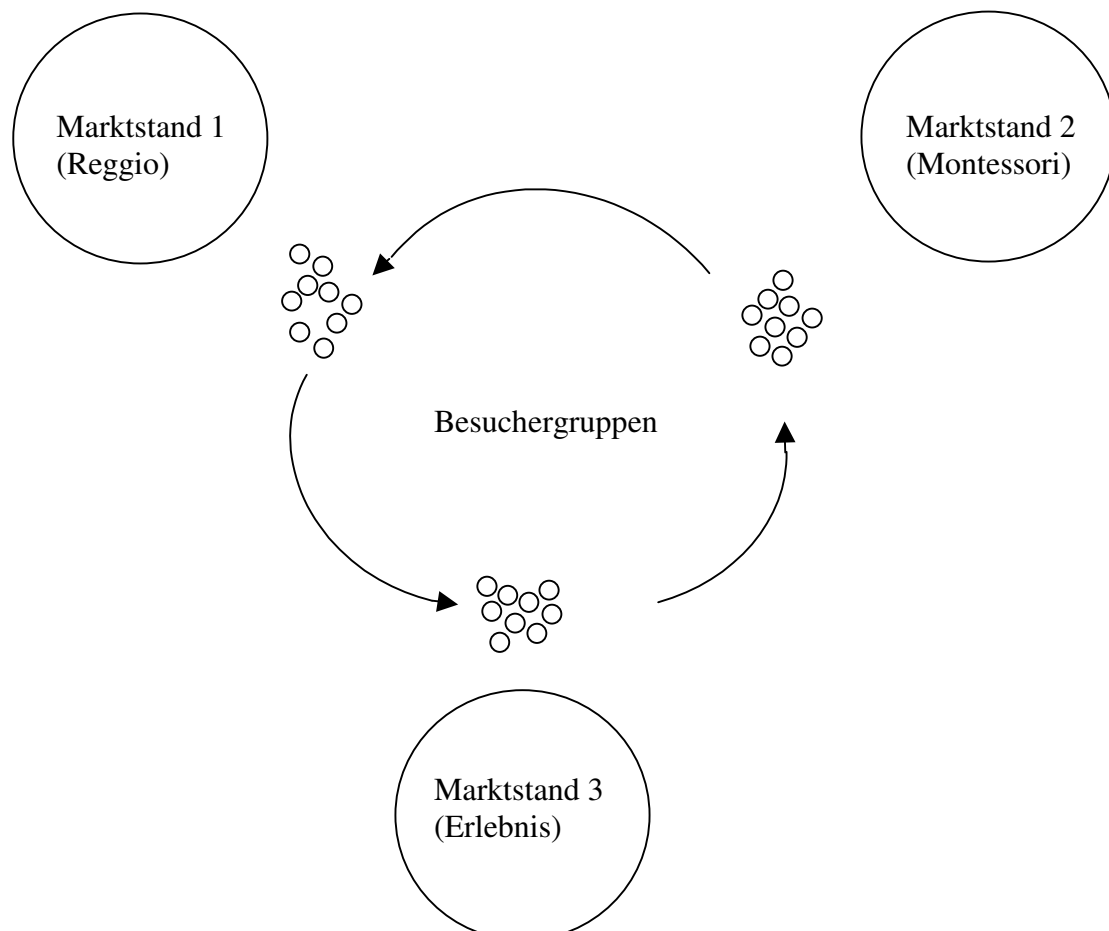 Marktstand 1
(Reggio)
Marktstand 2
(Montessori)
Besuchergruppen
Marktstand 3
(Erlebnis)